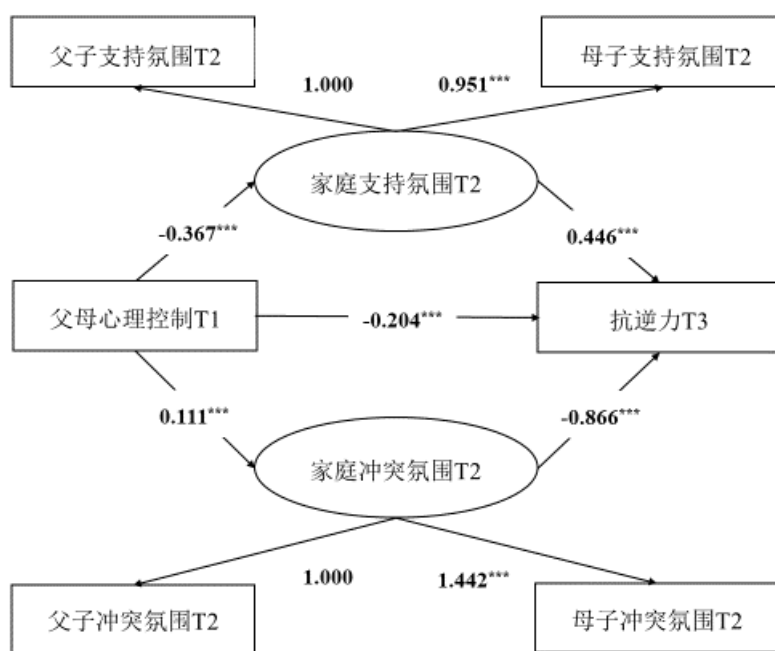 父子支持氛围T2
母子支持氛围T2
1.000
0.951***
家庭支持氛围T2
-0.367***
0.446***
父母心理控制T1
-0.204***
抗逆力T3
0.111***
-0.866***
家庭冲突氛围T2
1.000
1.442***
父子冲突氛围T2
母子冲突氛围T2